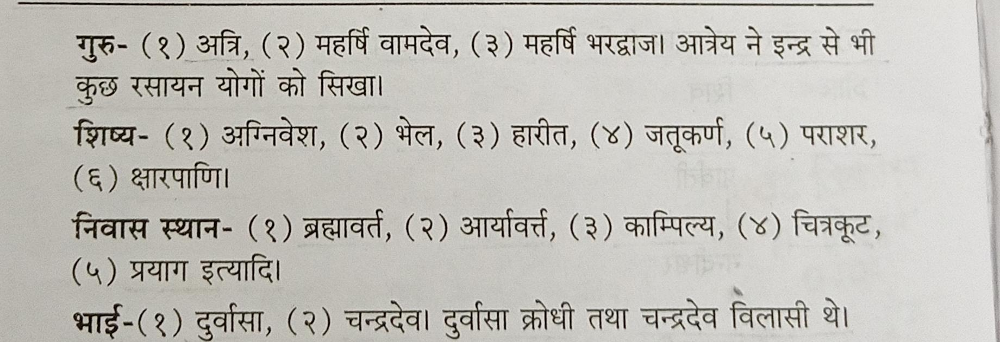 गुरु- (१) अत्रि, (२) महर्षि वामदेव, (३) महर्षि भरद्वाज। आत्रेय ने इन्द्र से भी
कुछ रसायन योगों को सिखा।
शिष्य- (१) अग्निवेश, (२) भेल, (३) हारीत, (४) जतूकर्ण, (५) पराशर,
(६) क्षारपाणि।
निवास स्थान- (१) ब्रह्मावर्त, (२) आर्यावर्त्त, (३) काम्पिल्य, (४) चित्रकूट,
(५) प्रयाग इत्यादि।
भाई-(१) दुर्वासा, (२) चन्द्रदेव। दुर्वासा क्रोधी तथा चन्द्रदेव विलासी थे।